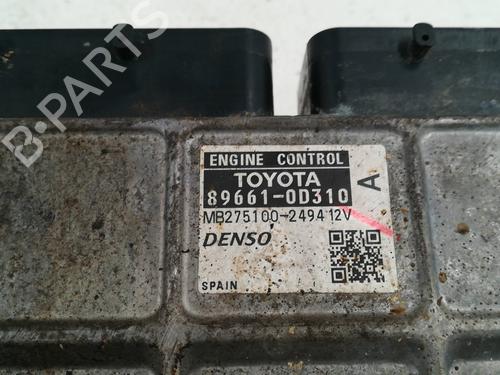 B-PARTS
ENGINE CONTROL
TOYOTA
89661-0D310
A
MB275100-2494 12V
DENSO
SPAIN